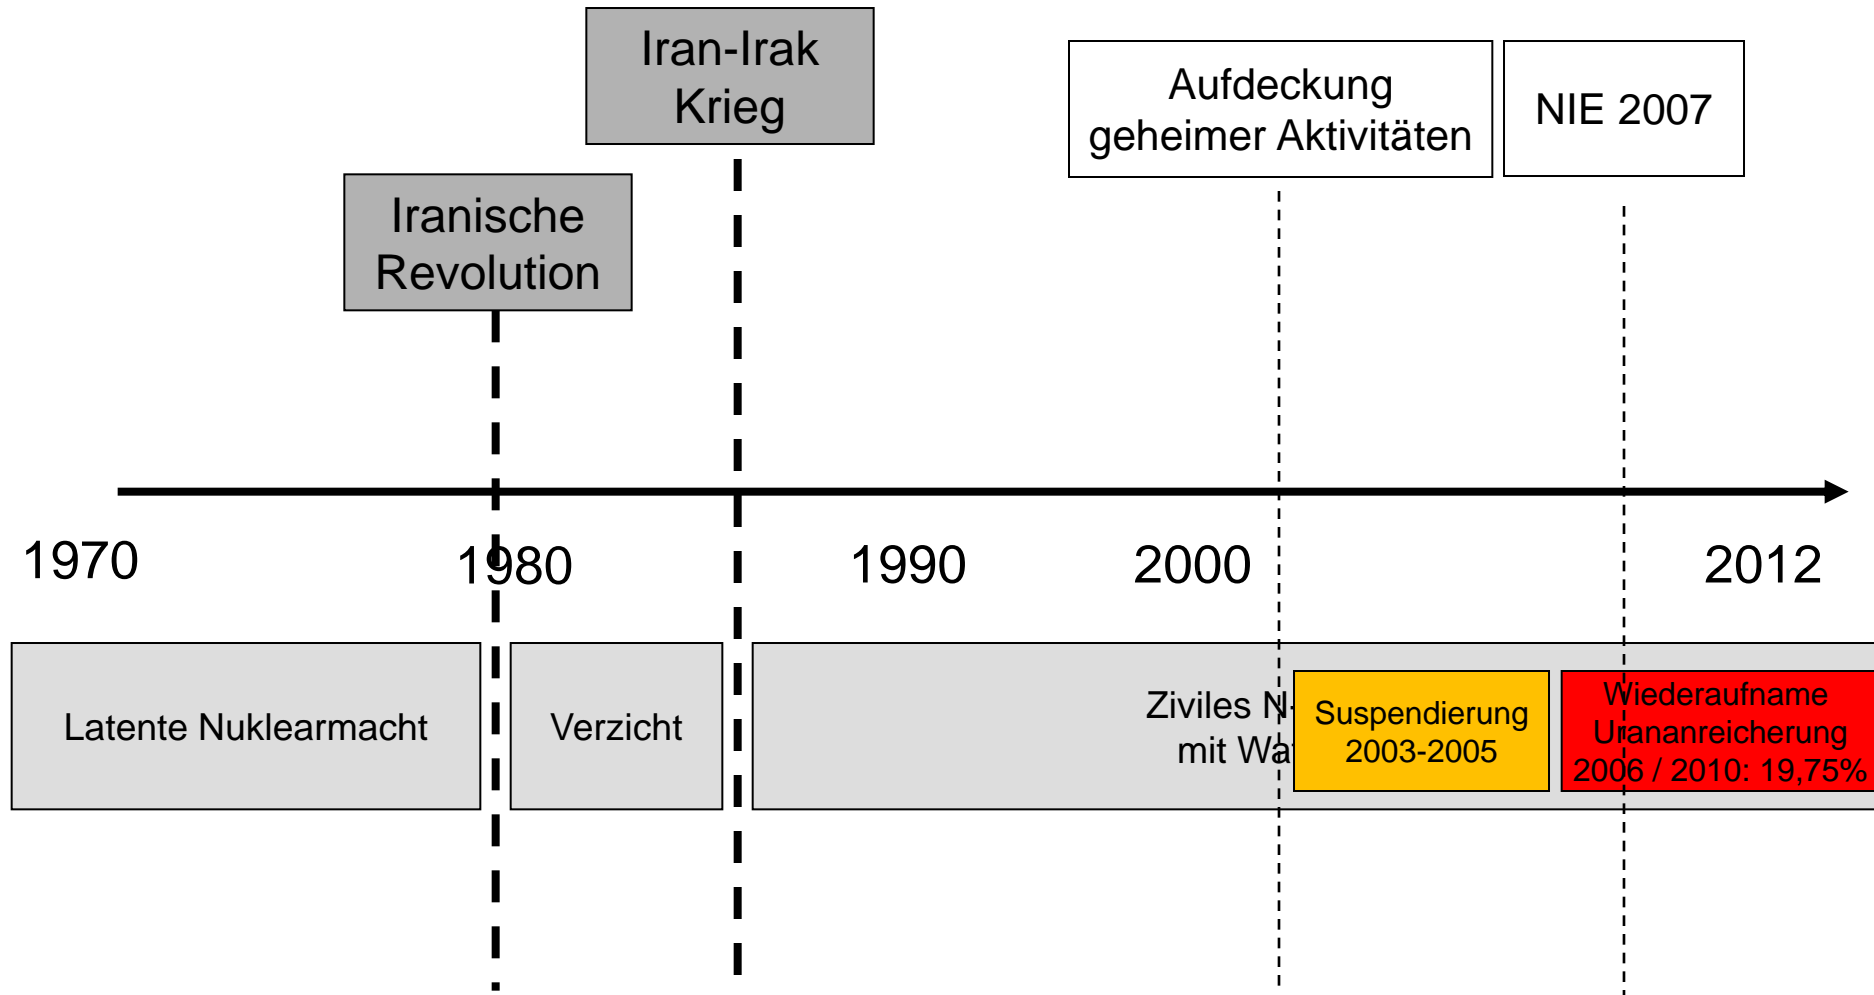 Iran-Irak
Krieg
Aufdeckung
geheimer Aktivitäten
NIE 2007
Iranische
Revolution
1970
1980
1990
2000
2012
Latente Nuklearmacht
Verzicht
Ziviles N-
mit
Suspendierung
2003-2005
Wiederaufname
Urananreicherung
2006 / 2010: 19,75%